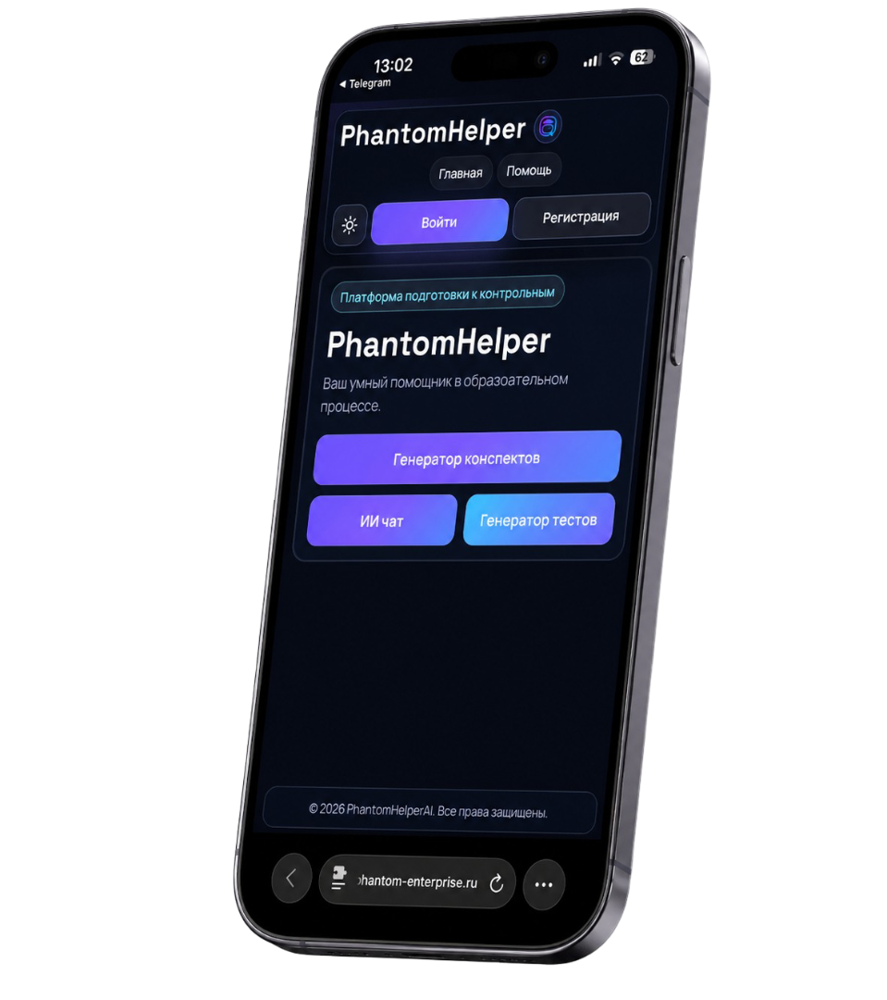 13:02
62
Telegram
PhantomHelper
Главная Помощь
Войти Регистрация
Платформа подготовки к контрольным
PhantomHelper
Ваш умный помощник в образоательном
процессе.
Генератор конспектов
ИИ чат Генератор тестов
© 2026 PhantomHelperAI. Все права защищены.
phantom-enterprise.ru